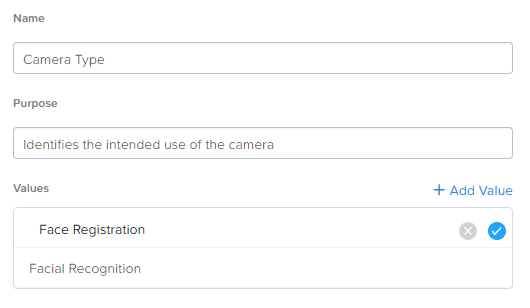 Name
Camera Type
Purpose
Identifies the intended use of the camera
Values
+ Add Value
Face Registration
Facial Recognition